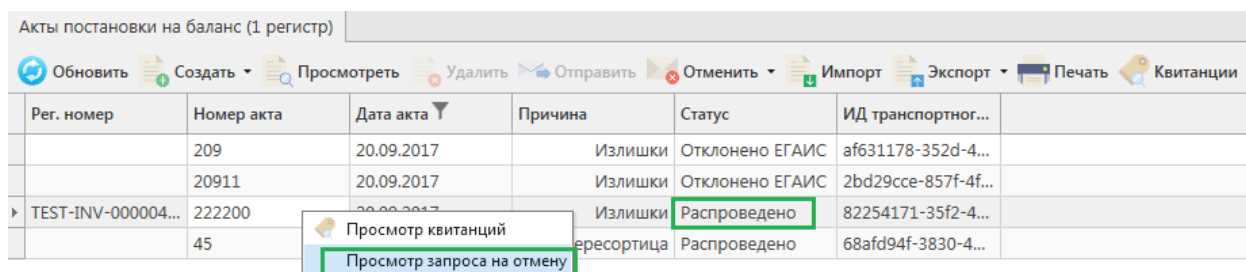 Акты постановки на баланс (1 регистр)
Обновить Создать Просмотреть Удалить Отправить Отменить Импорт Экспорт Печать Квитанции
Рег. номер Номер акта Дата акта Причина Статус ИД транспортног...
209 20.09.2017 Излишки Отклонено ЕГАИС af631178-352d-4...
20911 20.09.2017 Излишки Отклонено ЕГАИС 2bd29cce-857f-4f...
TEST-INV-000004... 222200 Излишки Распроведено 82254171-35f2-4...
Просмотр квитанций
45 ересортица Распроведено 68afd94f-3830-4...
Просмотр запроса на отмену